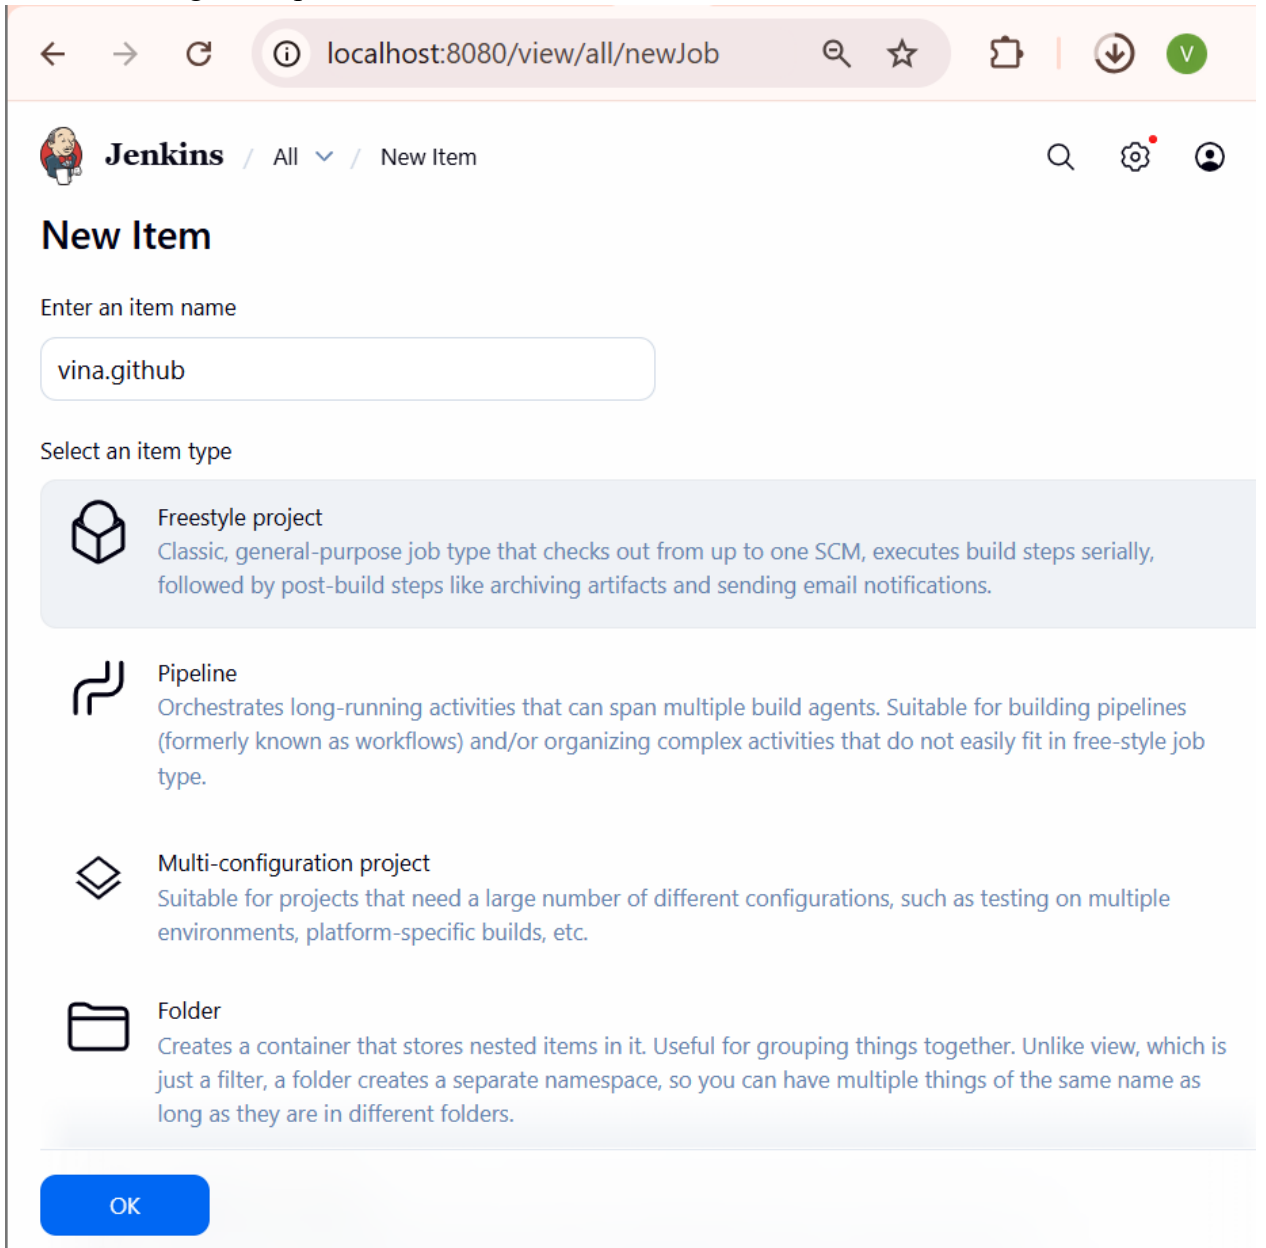 localhost:8080/view/all/newJob
V
Jenkins / All / New Item
New Item
Enter an item name
vina.github
Select an item type
Freestyle project
Classic, general-purpose job type that checks out from up to one SCM, executes build steps serially,
followed by post-build steps like archiving artifacts and sending email notifications.
Pipeline
Orchestrates long-running activities that can span multiple build agents. Suitable for building pipelines
(formerly known as workflows) and/or organizing complex activities that do not easily fit in free-style job
type.
Multi-configuration project
Suitable for projects that need a large number of different configurations, such as testing on multiple
environments, platform-specific builds, etc.
Folder
Creates a container that stores nested items in it. Useful for grouping things together. Unlike view, which is
just a filter, a folder creates a separate namespace, so you can have multiple things of the same name as
long as they are in different folders.
OK